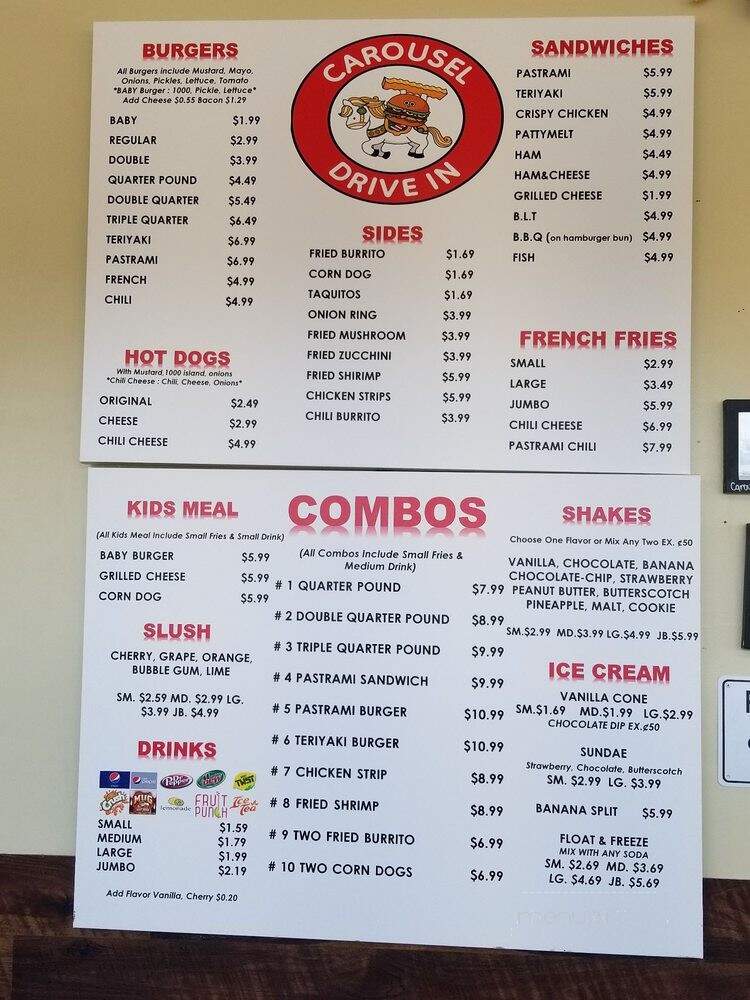 BURGERS
All Burgers include Mustard, Mayo,
Onions, Pickles, Lettuce, Tomato
*BABY Burger : 1000, Pickle, Lettuce*
Add Cheese $0.55 Bacon $1.29
BABY $1.99
REGULAR $2.99
DOUBLE $3.99
QUARTER POUND $4.49
DOUBLE QUARTER $5.49
TRIPLE QUARTER $6.49
TERIYAKI $6.99
PASTRAMI $6.99
FRENCH $4.99
CHILI $4.99
HOT DOGS
With Mustard,1000 island, onions
*Chili Cheese : Chili, Cheese, Onions*
ORIGINAL $2.49
CHEESE $2.99
CHILI CHEESE $4.99
CAROUSEL
DRIVE IN
SIDES
FRIED BURRITO $1.69
CORN DOG $1.69
TAQUITOS $1.69
ONION RING $3.99
FRIED MUSHROOM $3.99
FRIED ZUCCHINI $3.99
FRIED SHIRIMP $5.99
CHICKEN STRIPS $5.99
CHILI BURRITO $3.99
SANDWICHES
PASTRAMI $5.99
TERIYAKI $5.99
CRISPY CHICKEN $4.99
PATTYMELT $4.99
HAM $4.49
HAM&CHEESE $4.99
GRILLED CHEESE $1.99
B.L.T $4.99
B.B.Q (on hamburger bun) $4.99
FISH $4.99
FRENCH FRIES
SMALL $2.99
LARGE $3.49
JUMBO $5.99
CHILI CHEESE $6.99
PASTRAMI CHILI $7.99
KIDS MEAL
(All Kids Meal Include Small Fries & Small Drink)
BABY BURGER $5.99
GRILLED CHEESE $5.99
CORN DOG $5.99
SLUSH
CHERRY, GRAPE, ORANGE,
BUBBLE GUM, LIME
SM. $2.59 MD. $2.99 LG.
$3.99 JB. $4.99
DRINKS
pepsi
Dr Pepper
TWIST
Crush
MUG
lemonade
FRUIT
PUNCH
Ice
Tea
SMALL $1.59
MEDIUM $1.79
LARGE $1.99
JUMBO $2.19
Add Flavor Vanilla, Cherry $0.20
COMBOS
(All Combos Include Small Fries &
Medium Drink)
# 1 QUARTER POUND $7.99
# 2 DOUBLE QUARTER POUND $8.99
# 3 TRIPLE QUARTER POUND $9.99
# 4 PASTRAMI SANDWICH $9.99
# 5 PASTRAMI BURGER $10.99
# 6 TERIYAKI BURGER $10.99
# 7 CHICKEN STRIP $8.99
# 8 FRIED SHRIMP $8.99
# 9 TWO FRIED BURRITO $6.99
# 10 TWO CORN DOGS $6.99
SHAKES
Choose One Flavor or Mix Any Two EX. ¢50
VANILLA, CHOCOLATE, BANANA
CHOCOLATE-CHIP, STRAWBERRY
PEANUT BUTTER, BUTTERSCOTCH
PINEAPPLE, MALT, COOKIE
SM.$2.99 MD.$3.99 LG.$4.99 JB.$5.99
ICE CREAM
VANILLA CONE
SM.$1.69 MD.$1.99 LG.$2.99
CHOCOLATE DIP EX.¢50
SUNDAE
Strawberry, Chocolate, Butterscotch
SM. $2.99 LG. $3.99
BANANA SPLIT $5.99
FLOAT & FREEZE
MIX WITH ANY SODA
SM. $2.69 MD. $3.69
LG. $4.69 JB. $5.69